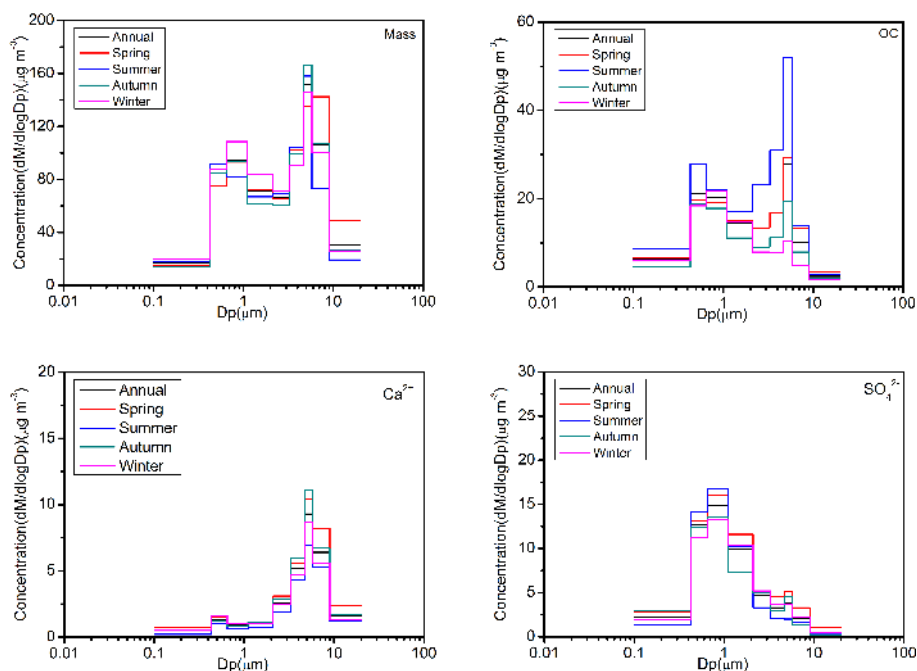 Mass
Annual
Spring
Summer
Autumn
Winter
Concentration(dM/dlogDp)(μg m⁻³)
200
160
120
80
40
0
0.01 0.1 1 10 100
Dp(μm)
OC
Annual
Spring
Summer
Autumn
Winter
Concentration(dM/dlogDp)(μg m⁻³)
60
40
20
0
0.01 0.1 1 10 100
Dp(μm)
Ca²⁺
Annual
Spring
Summer
Autumn
Winter
Concentration(dM/dlogDp)(μg m⁻³)
20
15
10
5
0
0.01 0.1 1 10 100
Dp(μm)
SO₄²⁻
Annual
Spring
Summer
Autumn
Winter
Concentration(dM/dlogDp)(μg m⁻³)
30
25
20
15
10
5
0
0.01 0.1 1 10 100
Dp(μm)